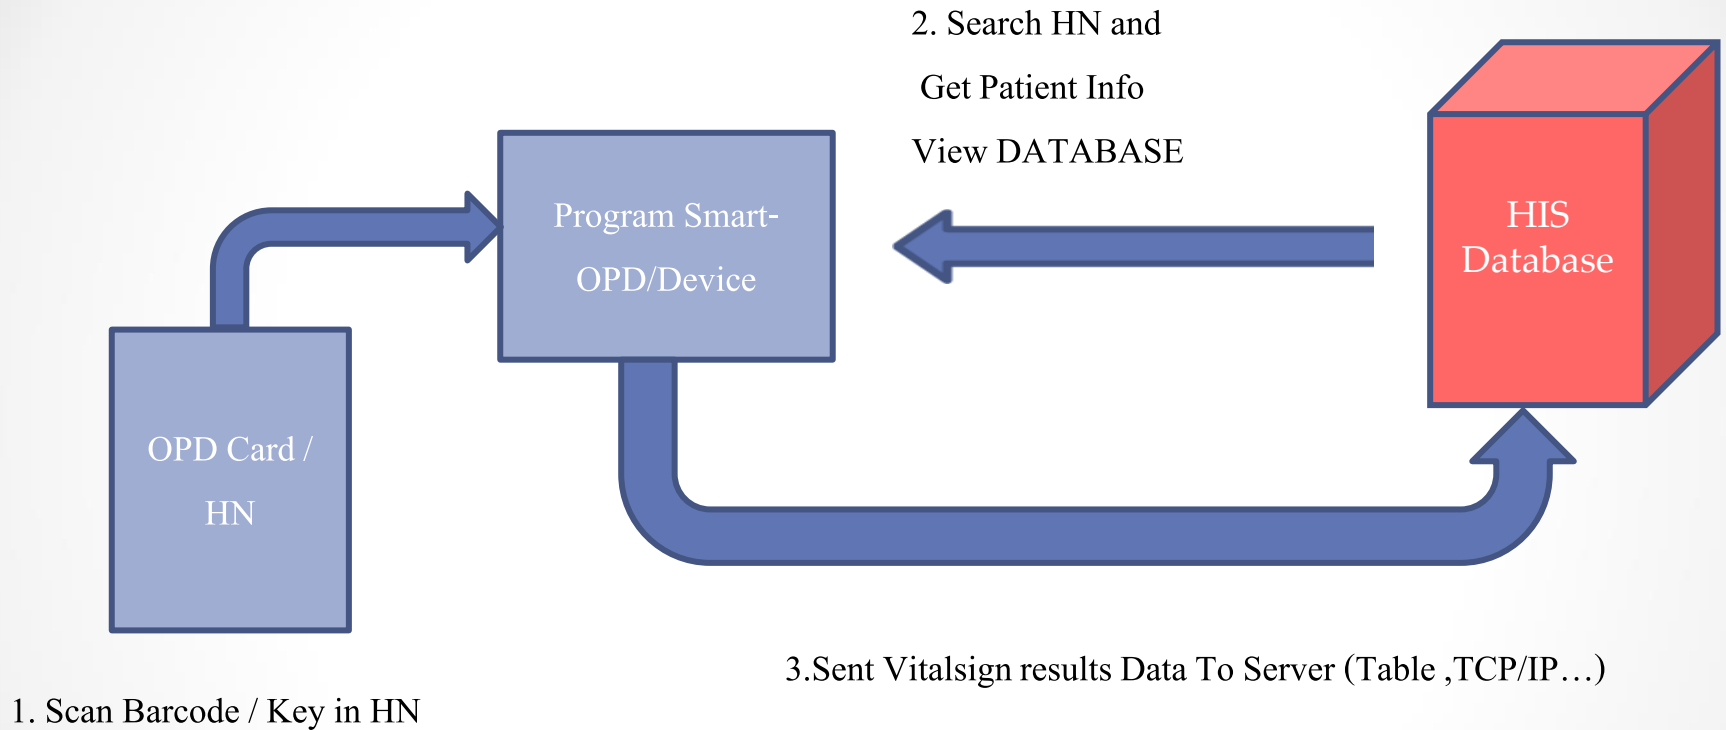 2. Search HN and
Get Patient Info
View DATABASE
Program Smart-
OPD/Device
HIS
Database
OPD Card /
HN
3.Sent Vitalsign results Data To Server (Table ,TCP/IP…)
1. Scan Barcode / Key in HN